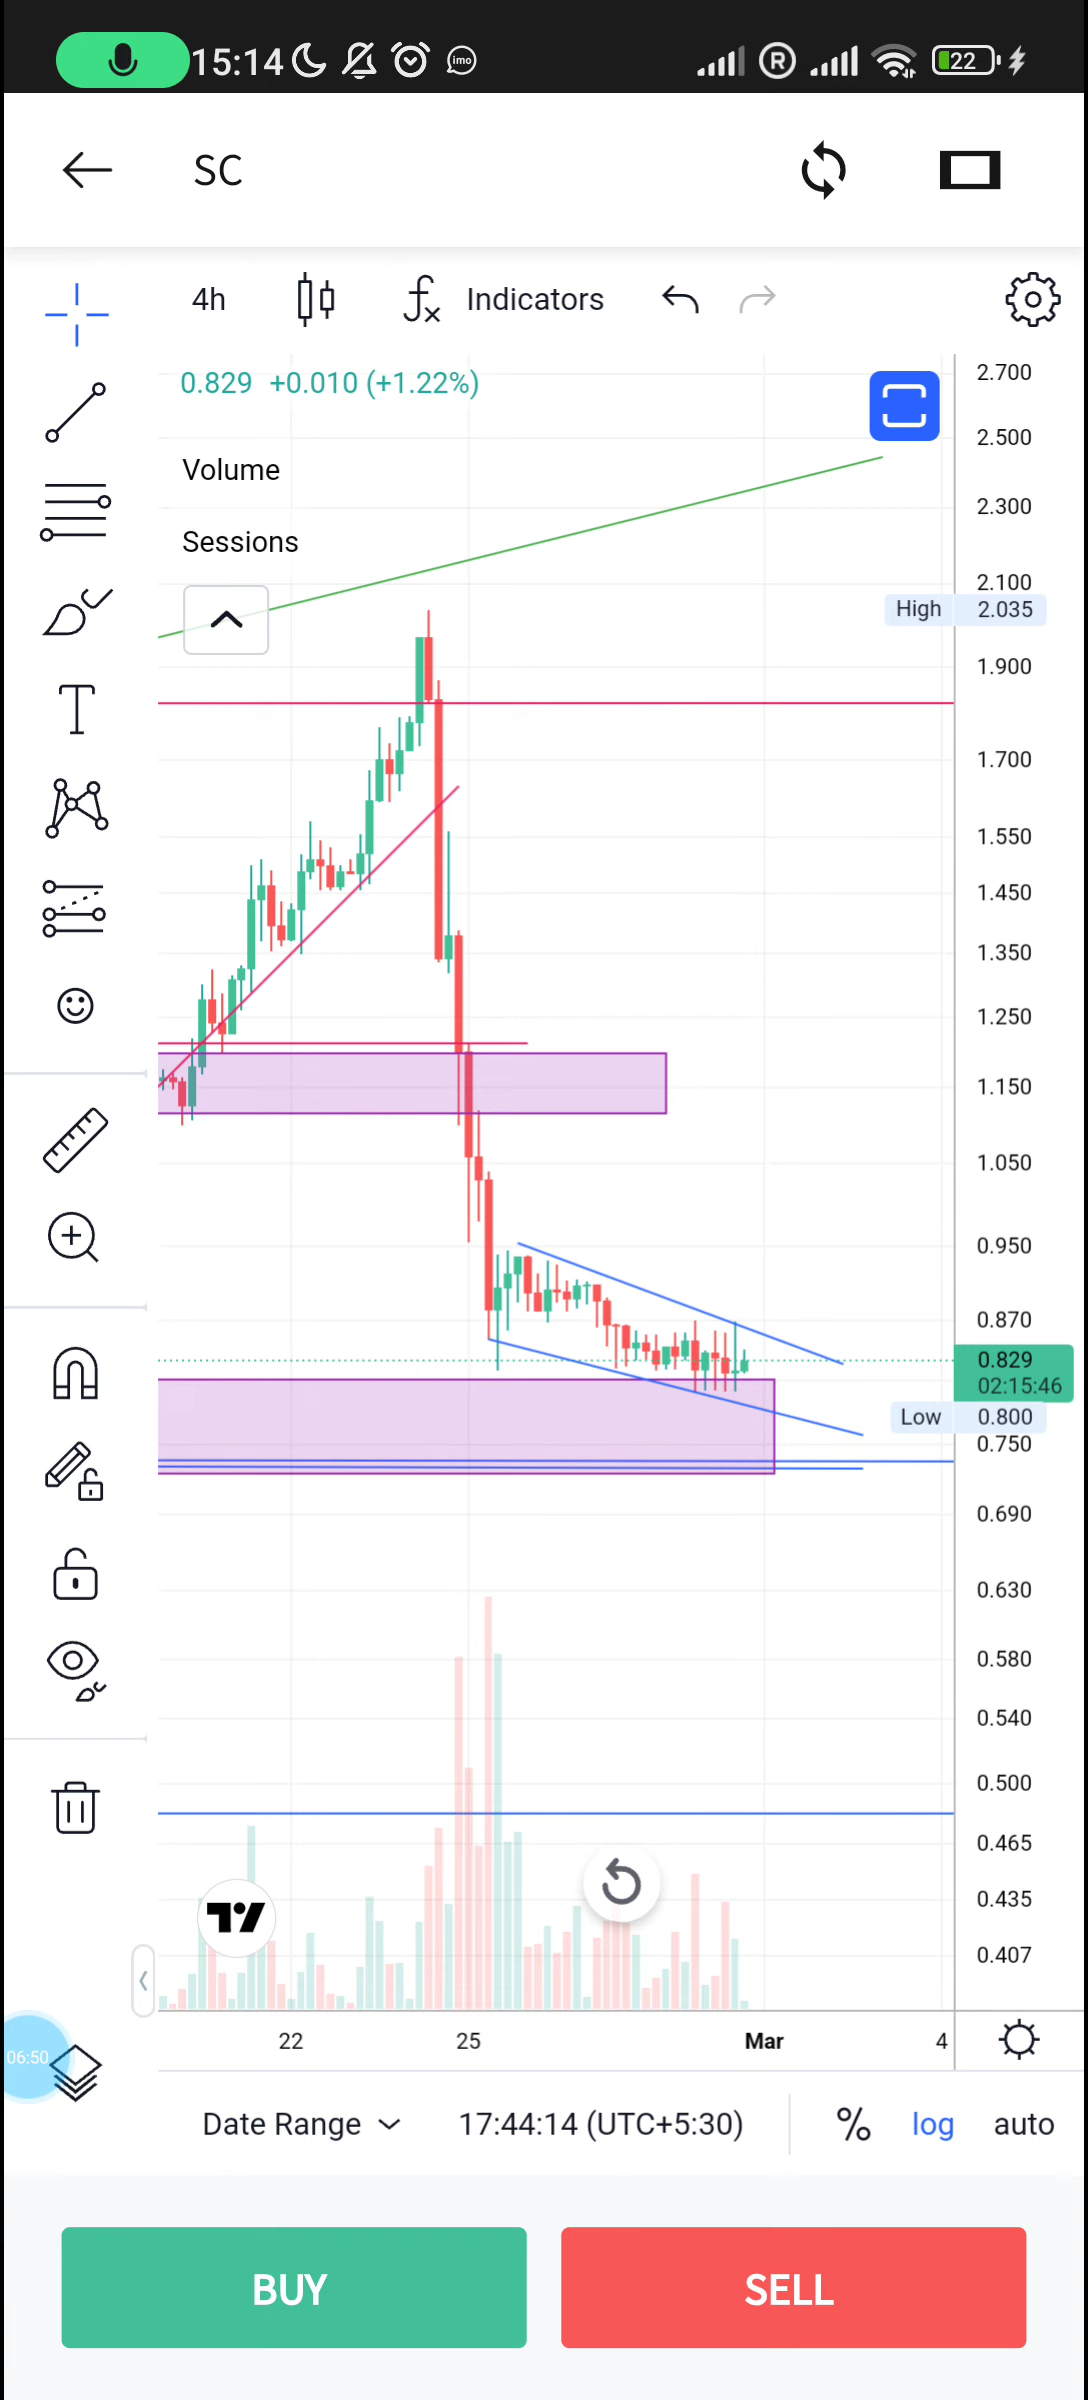 15:14
imo
R
22
SC
4h
Indicators
0.829 +0.010 (+1.22%)
Volume
Sessions
2.700
2.500
2.300
2.100
High 2.035
1.900
1.700
1.550
1.450
1.350
1.250
1.150
1.050
0.950
0.870
0.829
02:15:46
Low 0.800
0.750
0.690
0.630
0.580
0.540
0.500
0.465
0.435
0.407
22
25
Mar
4
06:50
Date Range
17:44:14 (UTC+5:30)
%
log
auto
BUY
SELL